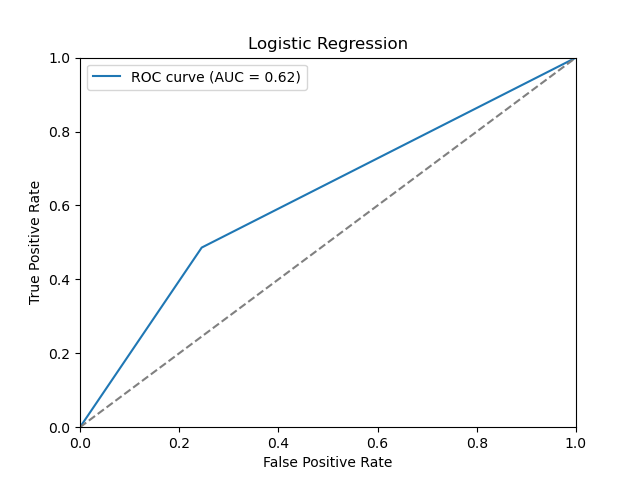 Logistic Regression
ROC curve (AUC = 0.62)
True Positive Rate
1.0
0.8
0.6
0.4
0.2
0.0
0.0 0.2 0.4 0.6 0.8 1.0
False Positive Rate